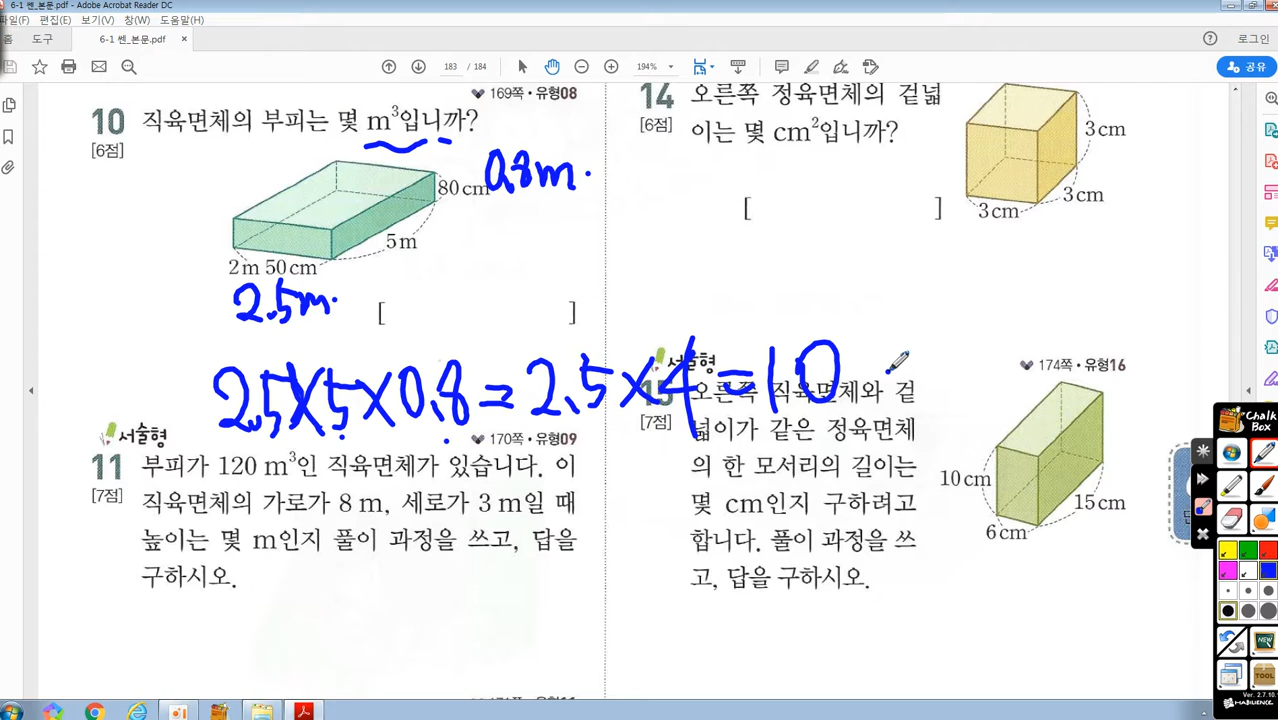 6-1 쎈_본문.pdf - Adobe Acrobat Reader DC
파일(F) 편집(E) 보기(V) 창(W) 도움말(H)
홈 도구 6-1 쎈_본문.pdf × 로그인
183 / 184 194% 공유
169쪽 • 유형08
10 직육면체의 부피는 몇 m³입니까?
[6점]
80 cm
0.8m.
5 m
2 m 50 cm
2.5m.
[ ]
2.5×5×0.8=2.5×4=10
서술형
170쪽 • 유형09
11 부피가 120 m³인 직육면체가 있습니다. 이
[7점] 직육면체의 가로가 8 m, 세로가 3 m일 때
높이는 몇 m인지 풀이 과정을 쓰고, 답을
구하시오.
14 오른쪽 정육면체의 겉넓
[6점] 이는 몇 cm²입니까?
3 cm
3 cm
3 cm
[ ]
서술형
174쪽 • 유형16
15 오른쪽 직육면체와 겉
[7점] 넓이가 같은 정육면체
의 한 모서리의 길이는
몇 cm인지 구하려고
합니다. 풀이 과정을 쓰
고, 답을 구하시오.
10 cm
15 cm
6 cm
Chalk
Box
NEW
TOOL
Ver. 2.7.10.
MABILIENCE